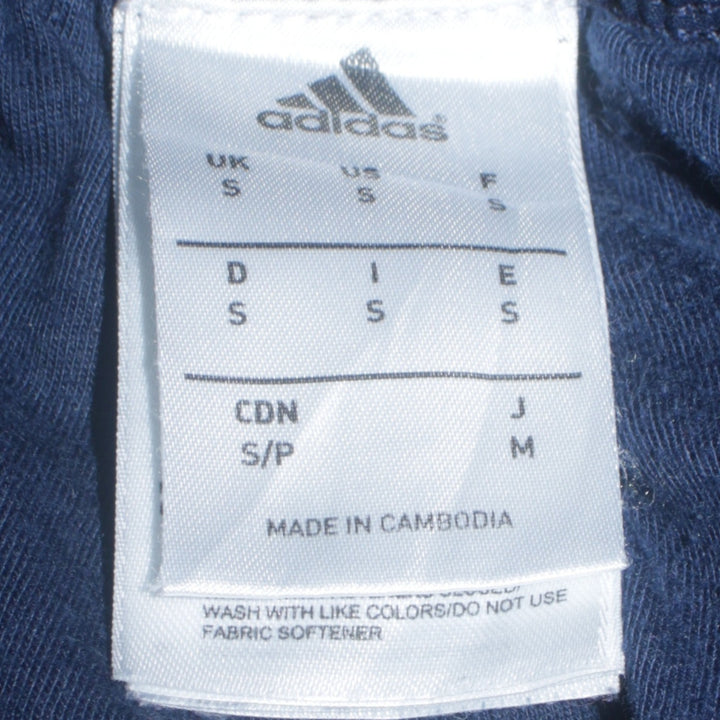 adidas
UK US F
S S S
D I E
S S S
CDN J
S/P M
MADE IN CAMBODIA
WASH WITH LIKE COLORS/DO NOT USE
FABRIC SOFTENER